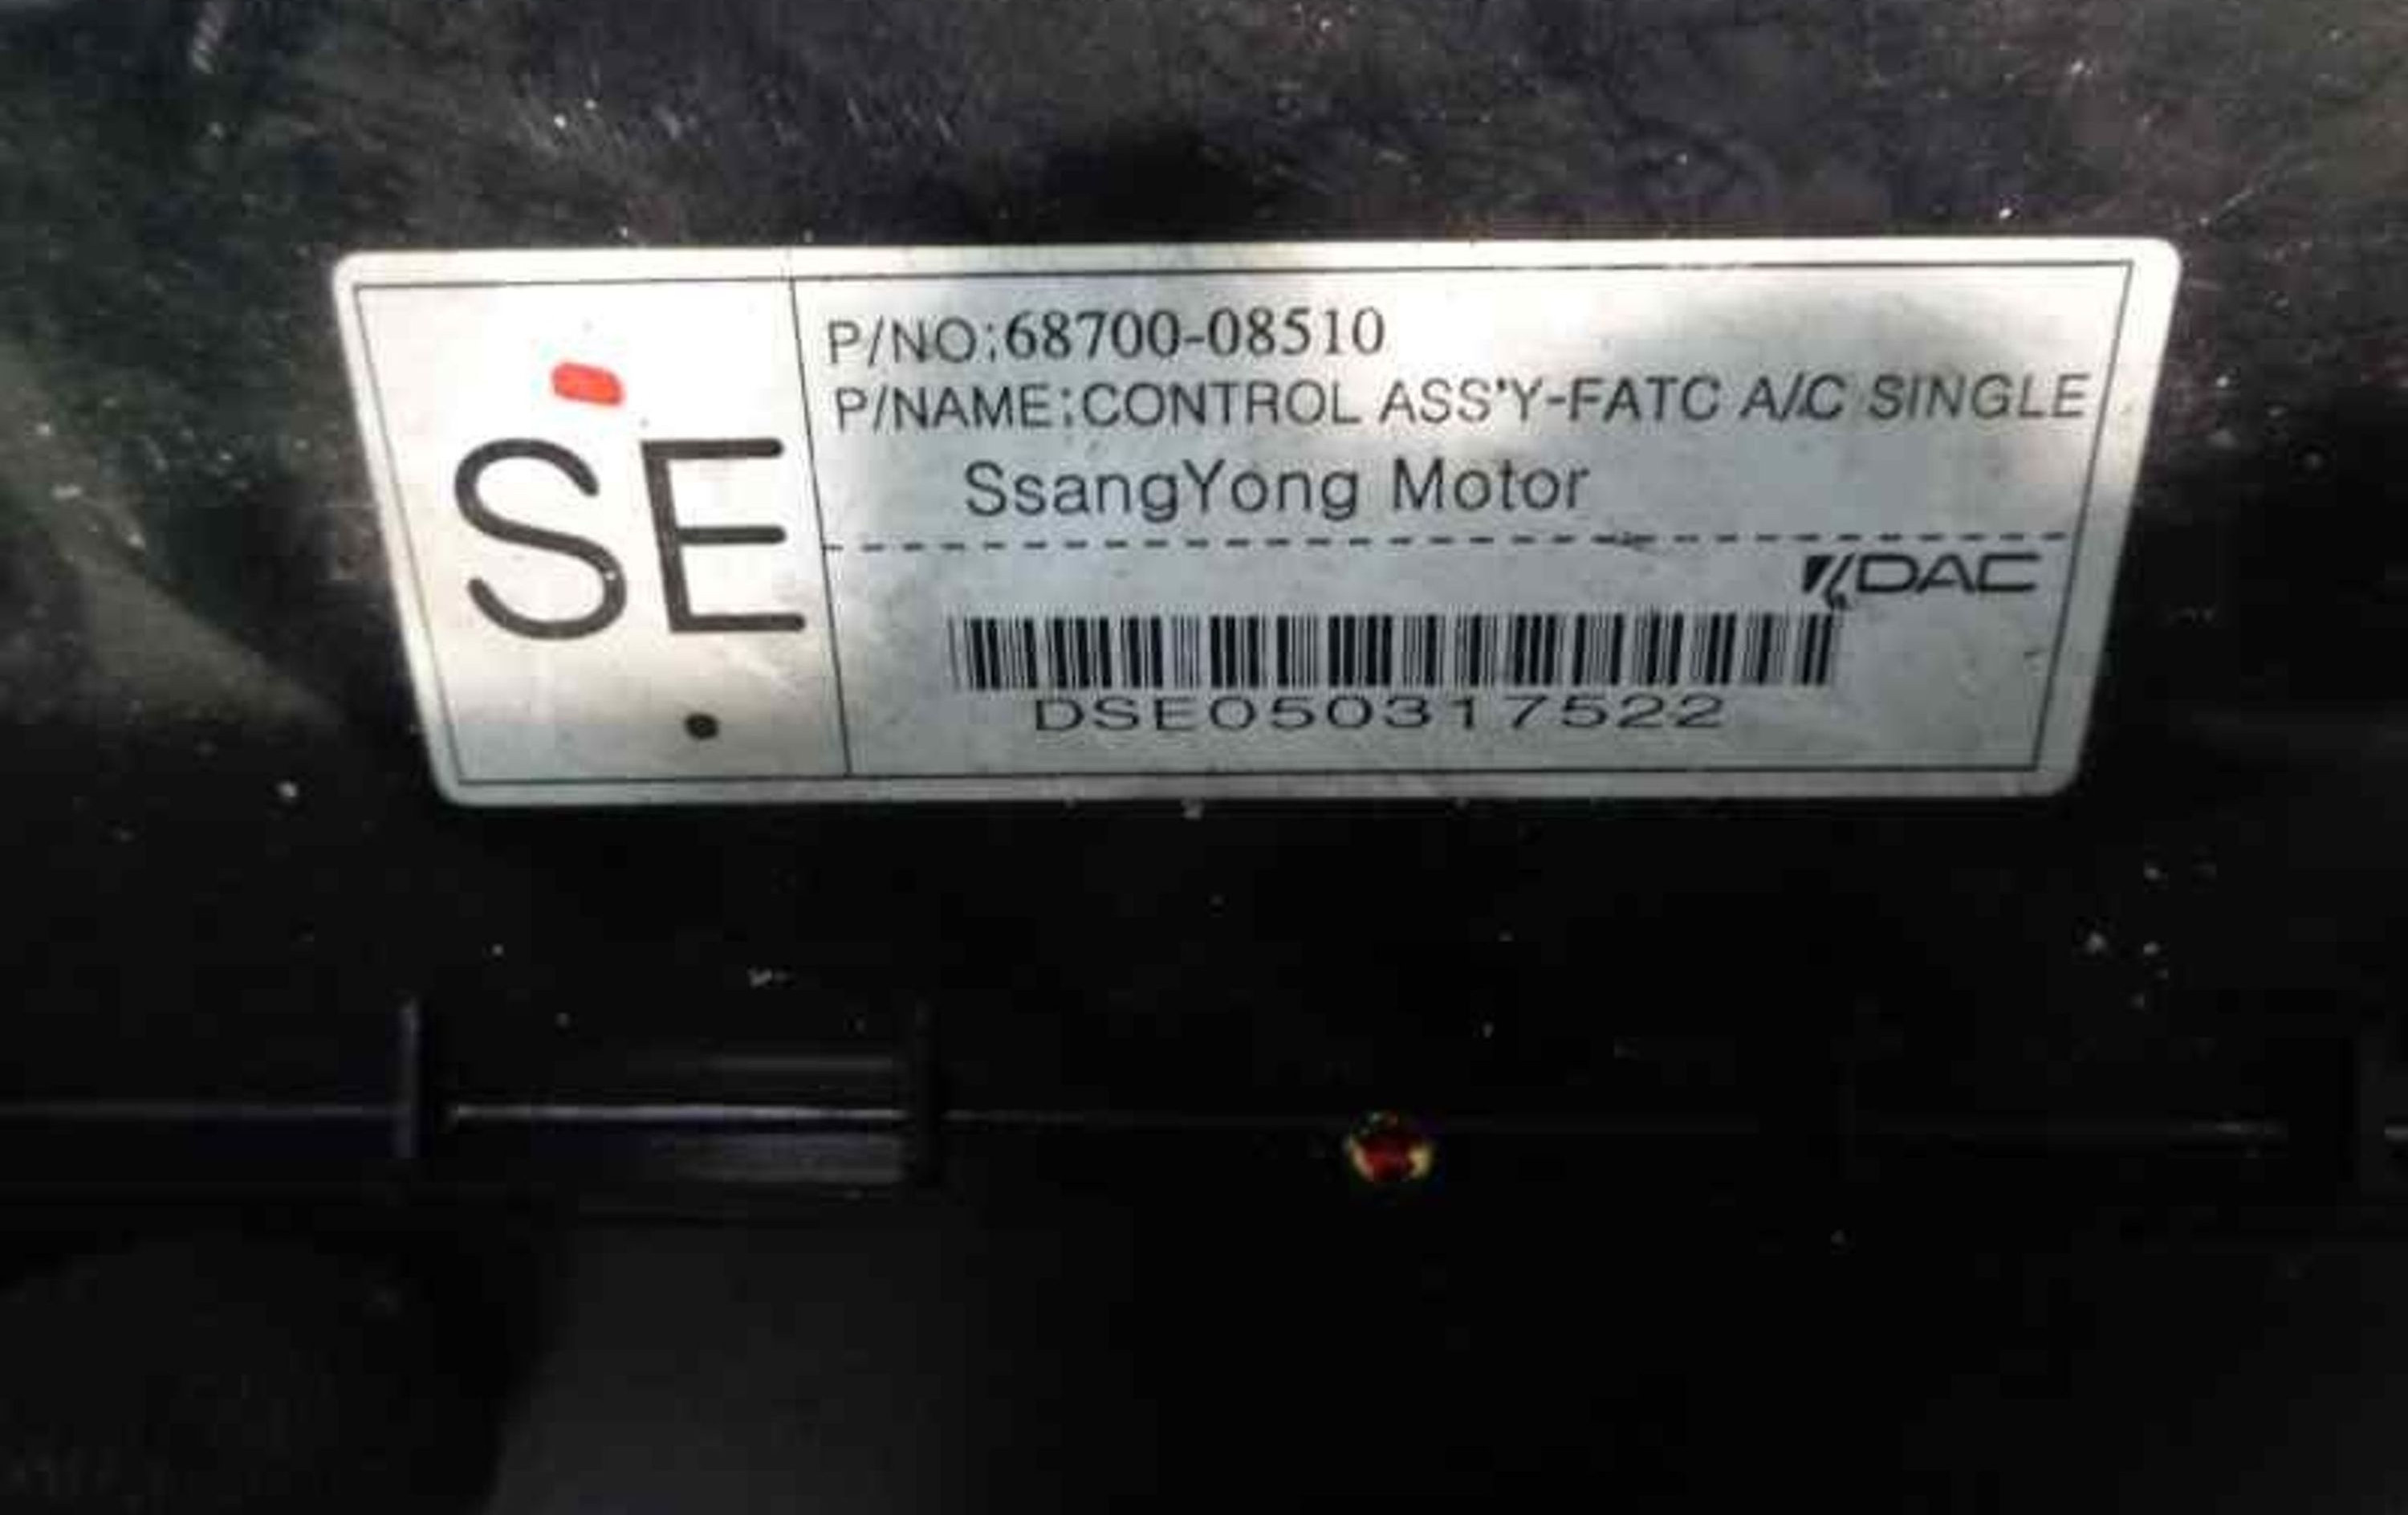 SE
P/NO:68700-08510
P/NAME:CONTROL ASS'Y-FATC A/C SINGLE
SsangYong Motor
DAC
DSE050317522